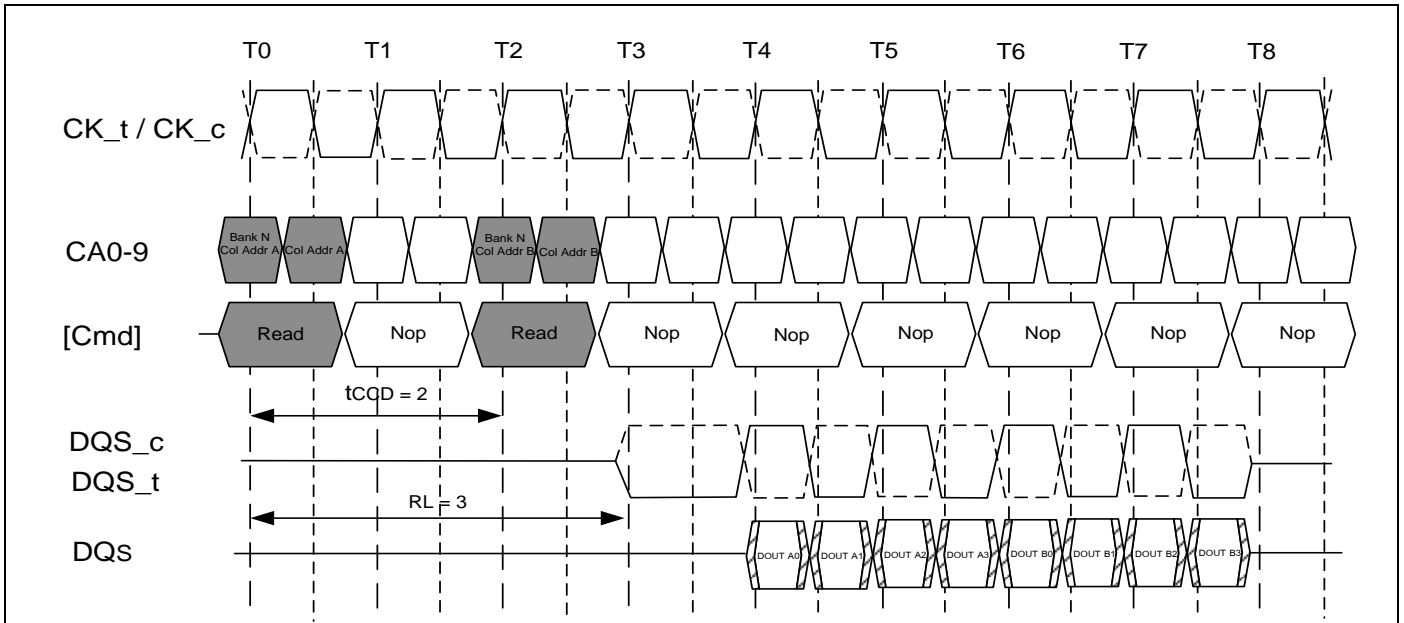 T0 T1 T2 T3 T4 T5 T6 T7 T8
CK_t / CK_c
CA0-9
Bank N
Col Addr A
Col Addr A
Bank N
Col Addr B
Col Addr B
[Cmd]
Read Nop Read Nop Nop Nop Nop Nop Nop
tCCD = 2
DQS_c
DQS_t
RL = 3
DQs
DOUT A0 DOUT A1 DOUT A2 DOUT A3 DOUT B0 DOUT B1 DOUT B2 DOUT B3